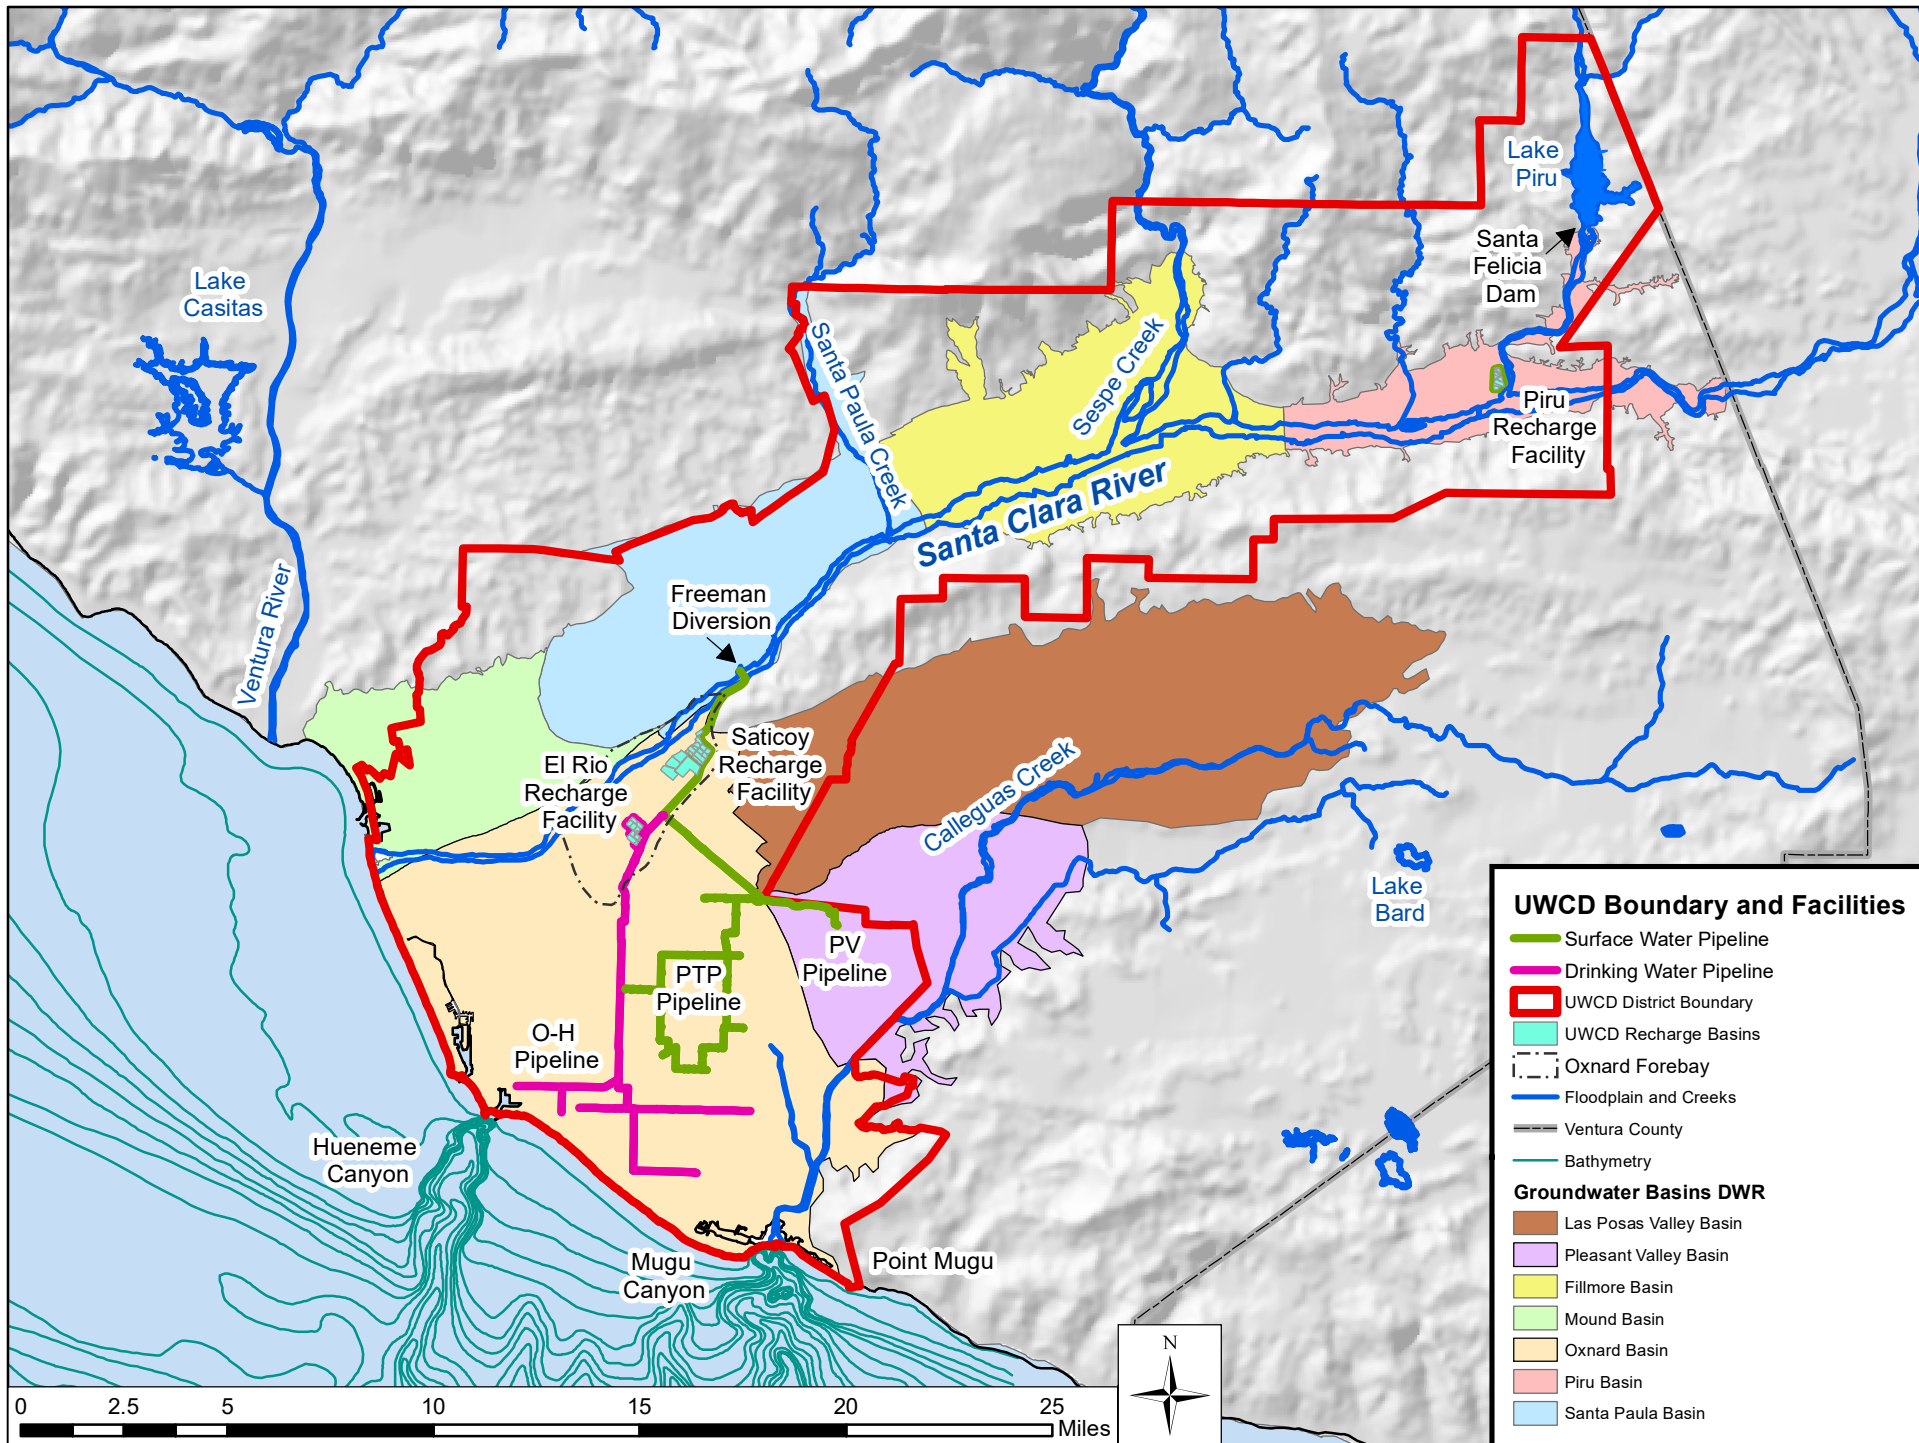 Lake
Piru
Santa
Felicia
Dam
Lake
Casitas
Santa Paula Creek
Sespe Creek
Piru
Recharge
Facility
Santa Clara River
Ventura River
Freeman
Diversion
Saticoy
Recharge
Facility
El Rio
Recharge
Facility
Calleguas Creek
Lake
Bard
PV
Pipeline
PTP
Pipeline
O-H
Pipeline
Hueneme
Canyon
Mugu
Canyon
Point Mugu
UWCD Boundary and Facilities
Surface Water Pipeline
Drinking Water Pipeline
UWCD District Boundary
UWCD Recharge Basins
Oxnard Forebay
Floodplain and Creeks
Ventura County
Bathymetry
Groundwater Basins DWR
Las Posas Valley Basin
Pleasant Valley Basin
Fillmore Basin
Mound Basin
Oxnard Basin
Piru Basin
Santa Paula Basin
N
0 2.5 5 10 15 20 25
Miles